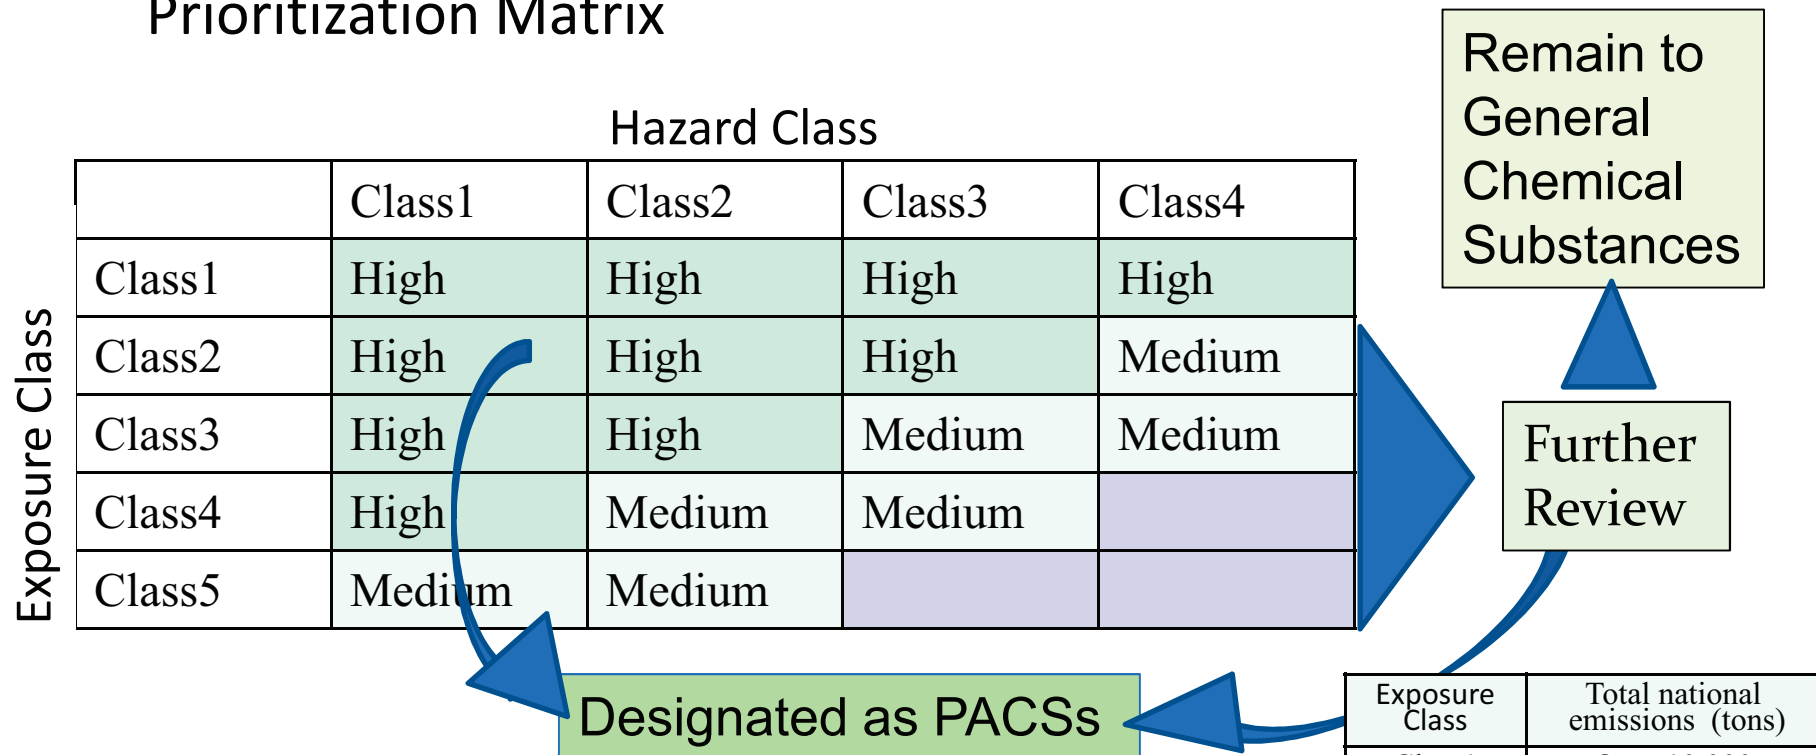 Prioritization Matrix
Hazard Class
Class1 Class2 Class3 Class4
Exposure Class
Class1 High High High High
Class2 High High High Medium
Class3 High High Medium Medium
Class4 High Medium Medium
Class5 Medium Medium
Remain to
General
Chemical
Substances
Further
Review
Designated as PACSs
Exposure
Class
Total national
emissions (tons)